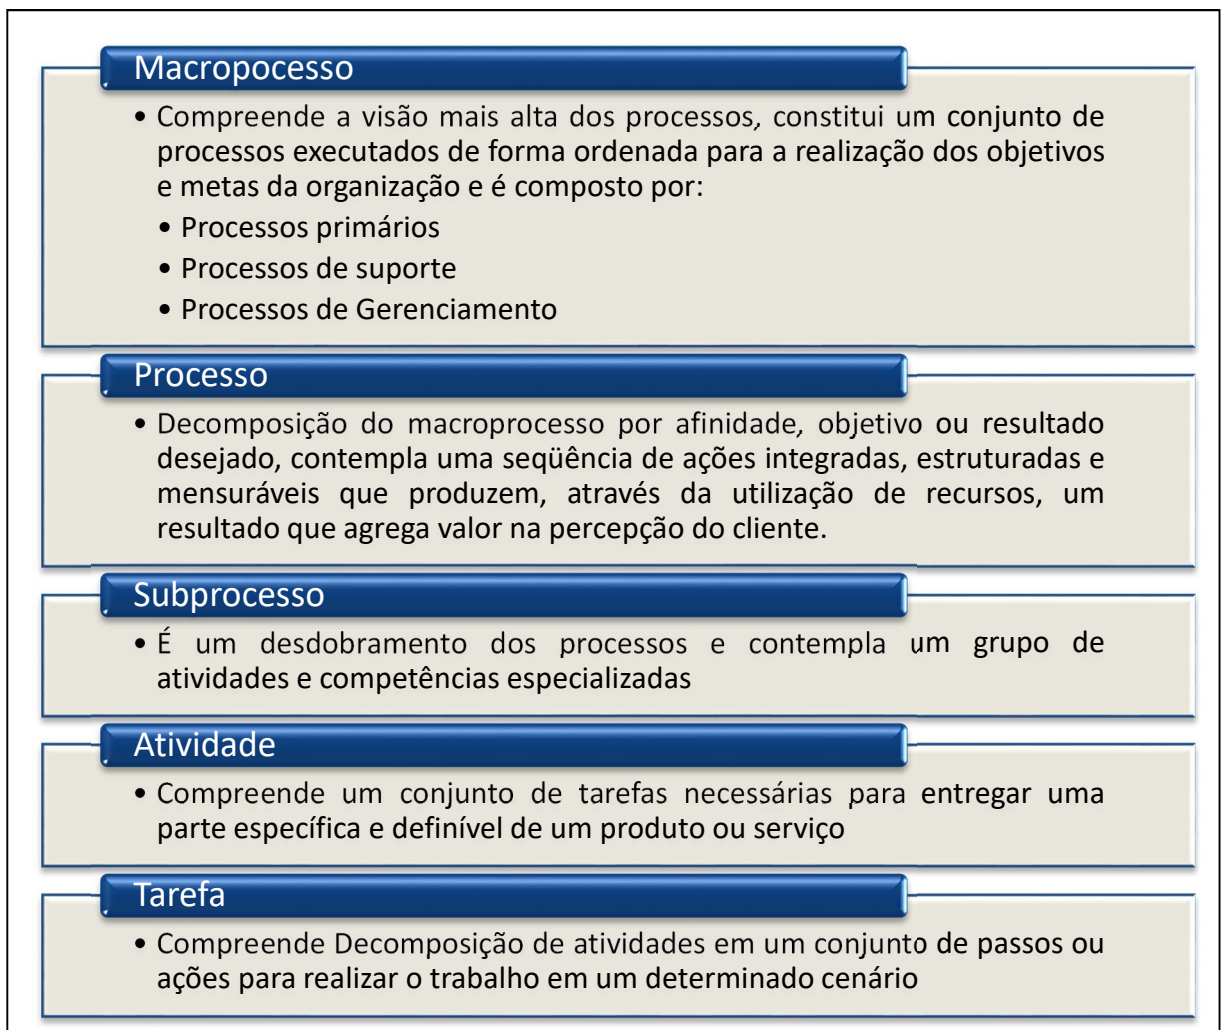 Macropocesso
• Compreende a visão mais alta dos processos, constitui um conjunto de
processos executados de forma ordenada para a realização dos objetivos
e metas da organização e é composto por:
• Processos primários
• Processos de suporte
• Processos de Gerenciamento
Processo
• Decomposição do macroprocesso por afinidade, objetivo ou resultado
desejado, contempla uma seqüência de ações integradas, estruturadas e
mensuráveis que produzem, através da utilização de recursos, um
resultado que agrega valor na percepção do cliente.
Subprocesso
• É um desdobramento dos processos e contempla um grupo de
atividades e competências especializadas
Atividade
• Compreende um conjunto de tarefas necessárias para entregar uma
parte específica e definível de um produto ou serviço
Tarefa
• Compreende Decomposição de atividades em um conjunto de passos ou
ações para realizar o trabalho em um determinado cenário